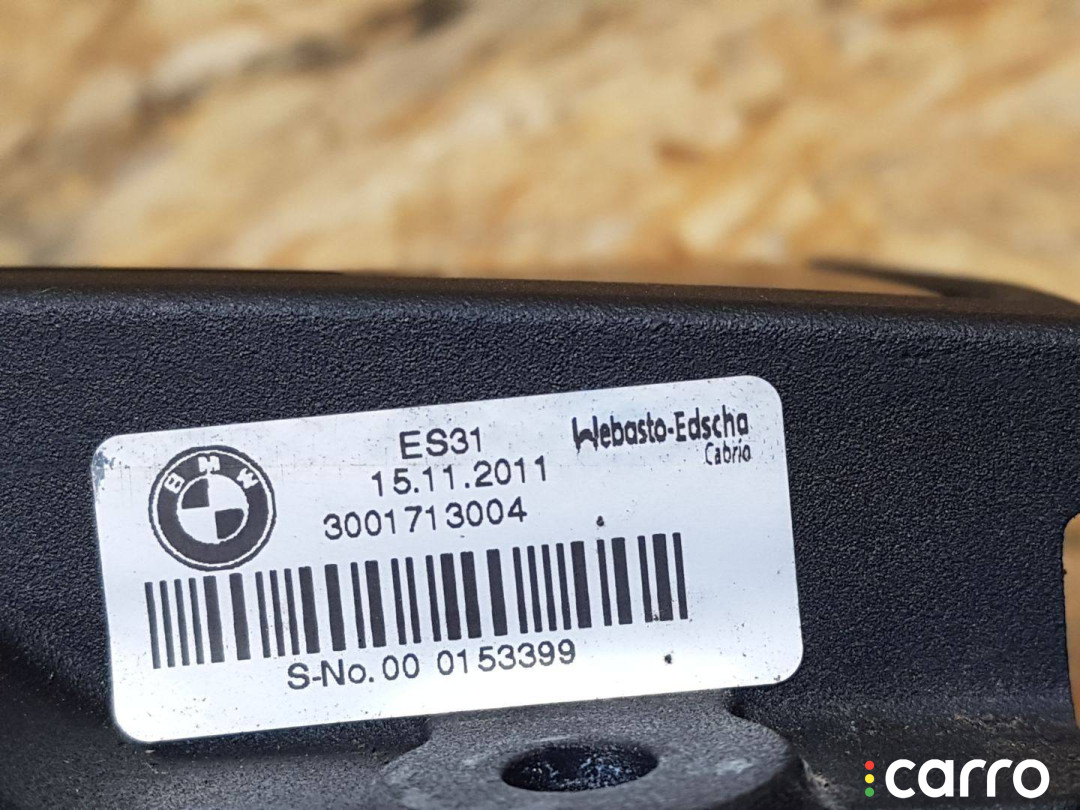 BMW
ES31
Webasto-Edscha
Cabrio
15.11.2011
3001713004
S-No. 00 0153399
carro